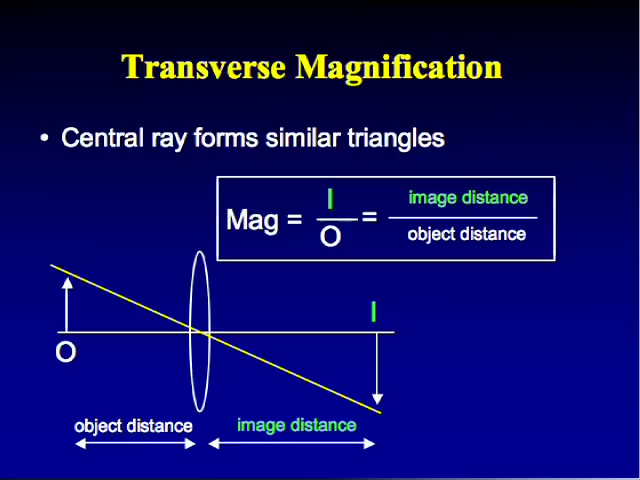 Transverse Magnification
• Central ray forms similar triangles
Mag = I / O = image distance / object distance
I
O
object distance
image distance